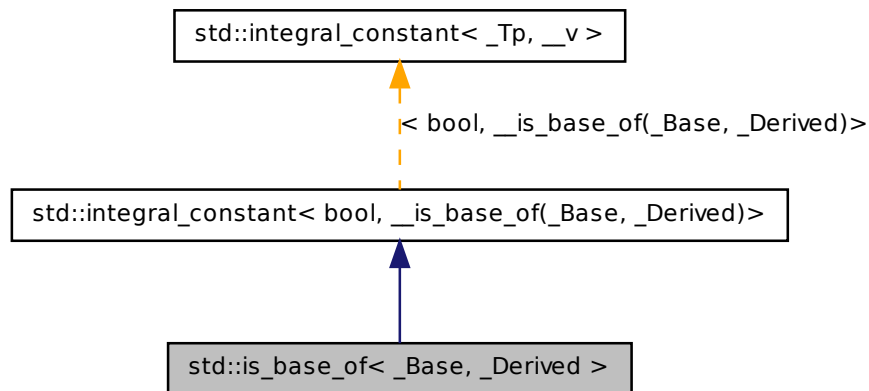 std::integral_constant< _Tp, __v >
< bool, __is_base_of(_Base, _Derived)>
std::integral_constant< bool, __is_base_of(_Base, _Derived)>
std::is_base_of< _Base, _Derived >